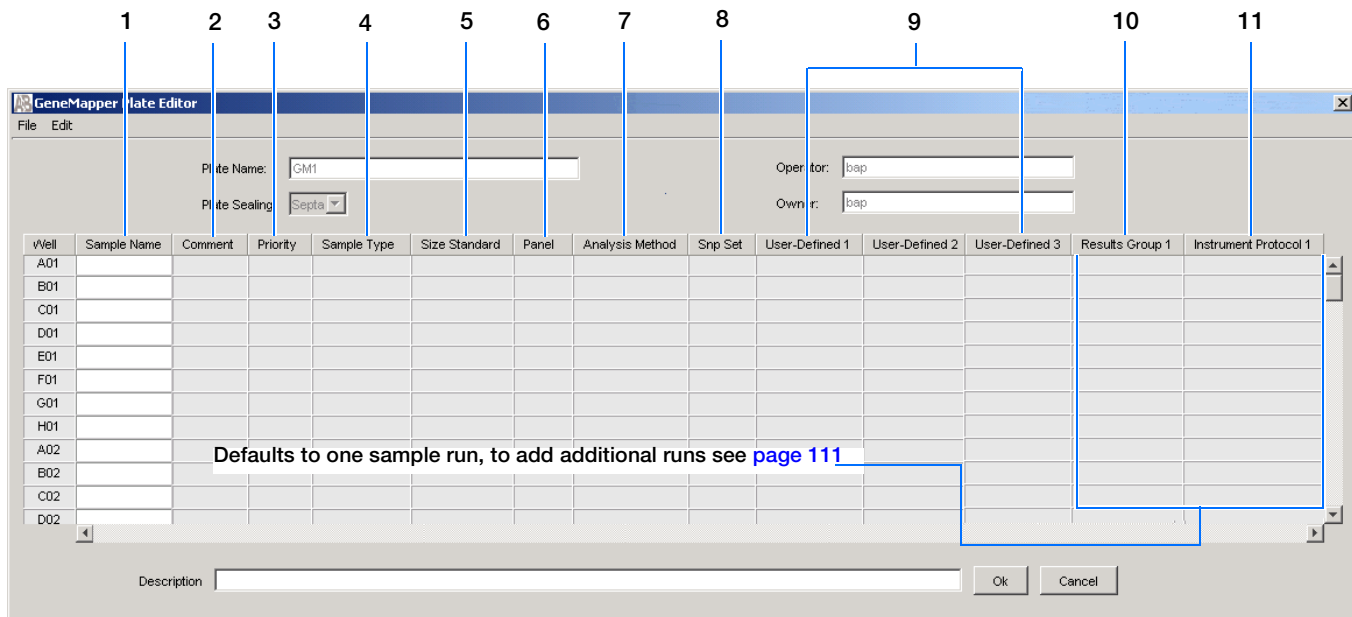 1 2 3 4 5 6 7 8 9 10 11
GeneMapper Plate Editor
File Edit
Plate Name: GM1 Operator: bap
Plate Sealing Septa Owner: bap
Well Sample Name Comment Priority Sample Type Size Standard Panel Analysis Method Snp Set User-Defined 1 User-Defined 2 User-Defined 3 Results Group 1 Instrument Protocol 1
A01
B01
C01
D01
E01
F01
G01
H01
A02
Defaults to one sample run, to add additional runs see page 111
B02
C02
D02
Description Ok Cancel